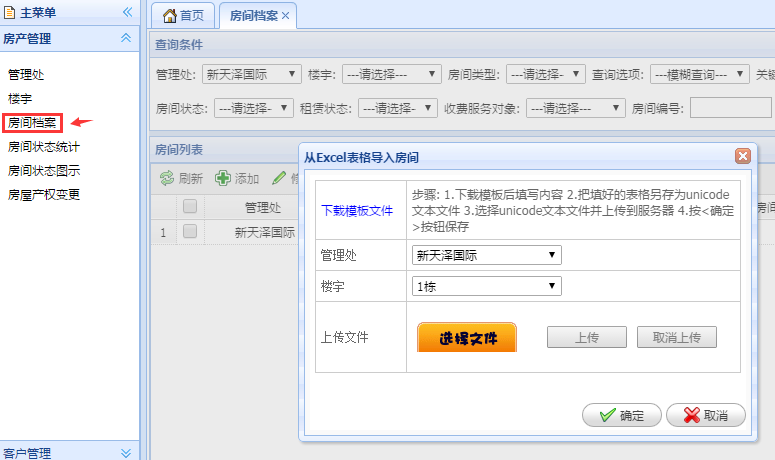 主菜单
首页
房间档案
房产管理
管理处
楼宇
房间档案
房间状态统计
房间状态图示
房屋产权变更
客户管理
查询条件
管理处: 新天泽国际 楼宇: ---请选择--- 房间类型: ---请选择- 查询选项: ---模糊查询---
房间状态: ---请选择- 租赁状态: ---请选择- 收费服务对象: ---请选择--- 房间编号:
房间列表
刷新 添加
管理处
1 新天泽国际
从Excel表格导入房间
下载模板文件
步骤: 1.下载模板后填写内容 2.把填好的表格另存为unicode
文本文件 3.选择unicode文本文件并上传到服务器 4.按<确定
>按钮保存
管理处 新天泽国际
楼宇 1栋
上传文件 选择文件 上传 取消上传
确定 取消